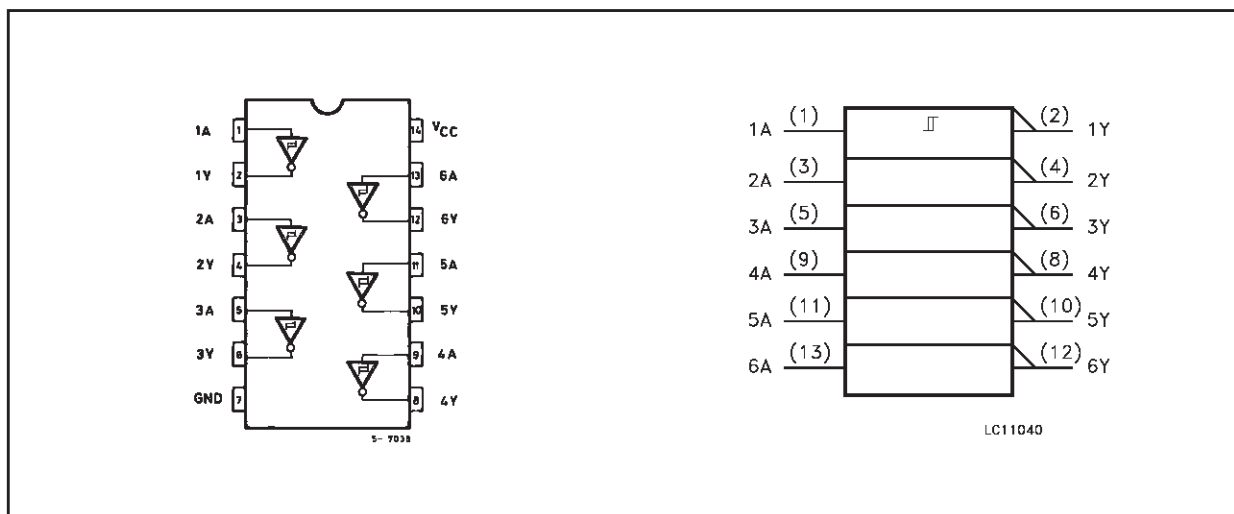 1A 1 14 VCC
1Y 2 13 6A
2A 3 12 6Y
2Y 4 11 5A
3A 5 10 5Y
3Y 6 9 4A
GND 7 8 4Y
S- 7038
1A (1) (2) 1Y
2A (3) (4) 2Y
3A (5) (6) 3Y
4A (9) (8) 4Y
5A (11) (10) 5Y
6A (13) (12) 6Y
LC11040